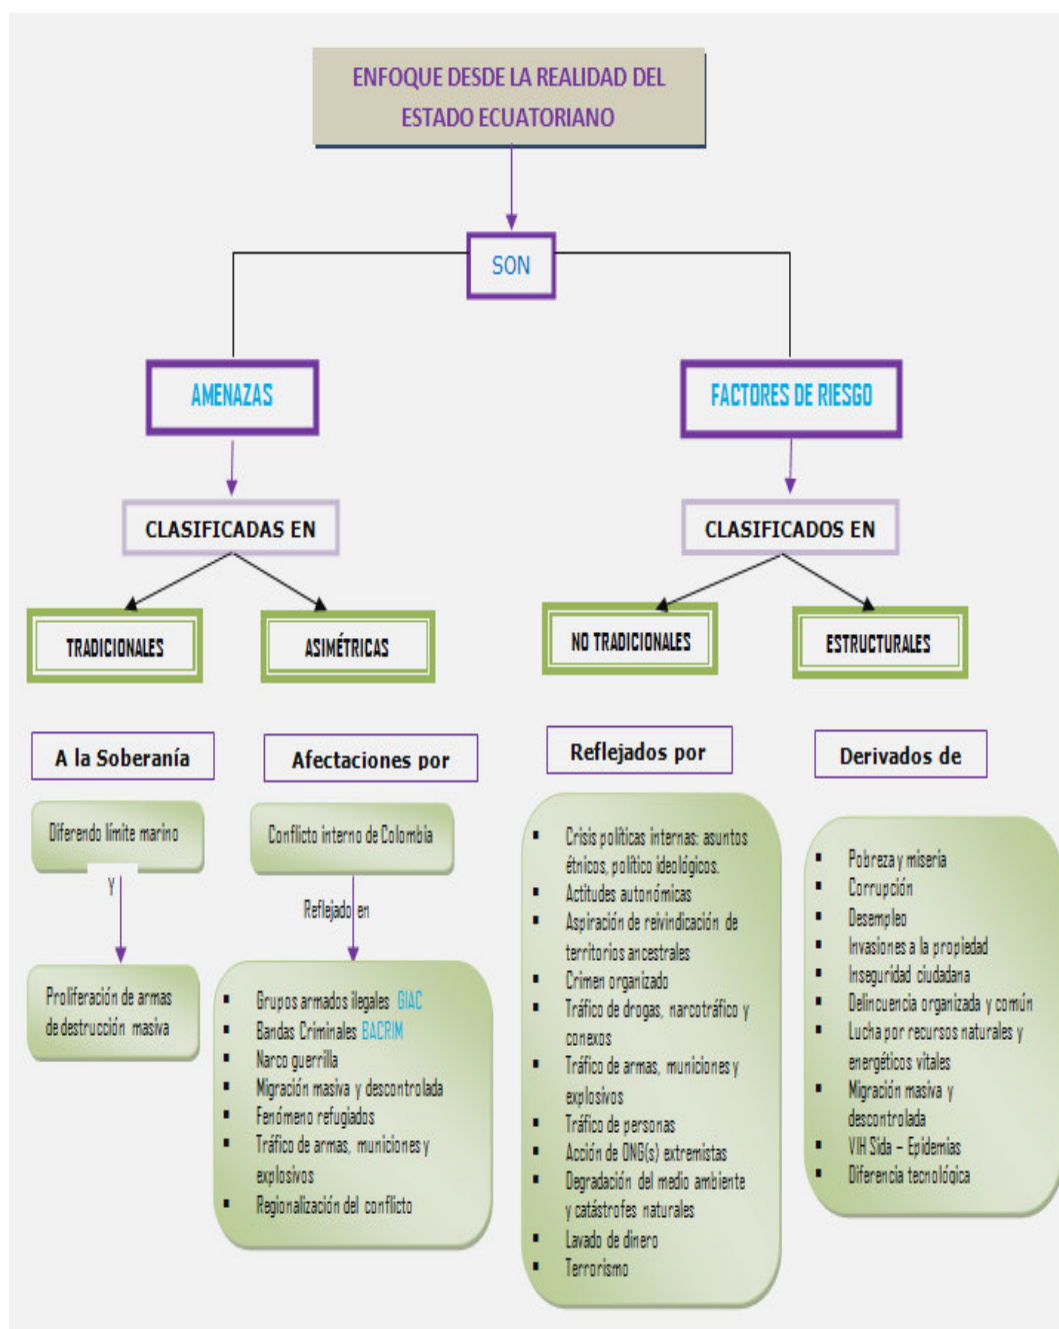 ENFOQUE DESDE LA REALIDAD DEL
ESTADO ECUATORIANO
SON
AMENAZAS
FACTORES DE RIESGO
CLASIFICADAS EN
CLASIFICADOS EN
TRADICIONALES
ASIMÉTRICAS
NO TRADICIONALES
ESTRUCTURALES
A la Soberanía
Diferendo límite marino
Y
Proliferación de armas
de destrucción masiva
Afectaciones por
Conflicto interno de Colombia
Reflejado en
Grupos armados ilegales GIAC
Bandas Criminales BACRIM
Narco guerrilla
Migración masiva y descontrolada
Fenómeno refugiados
Tráfico de armas, municiones y
explosivos
Regionalización del conflicto
Reflejados por
Crisis políticas internas: asuntos
étnicos, político ideológicos.
Actitudes autonómicas
Aspiración de reivindicación de
territorios ancestrales
Crimen organizado
Tráfico de drogas, narcotráfico y
conexos
Tráfico de armas, municiones y
explosivos
Tráfico de personas
Acción de ONG(s) extremistas
Degradación del medio ambiente
y catástrofes naturales
Lavado de dinero
Terrorismo
Derivados de
Pobreza y miseria
Corrupción
Desempleo
Invasiones a la propiedad
Inseguridad ciudadana
Delincuencia organizada y común
Lucha por recursos naturales y
energéticos vitales
Migración masiva y
descontrolada
VIH Sida – Epidemias
Diferencia tecnológica